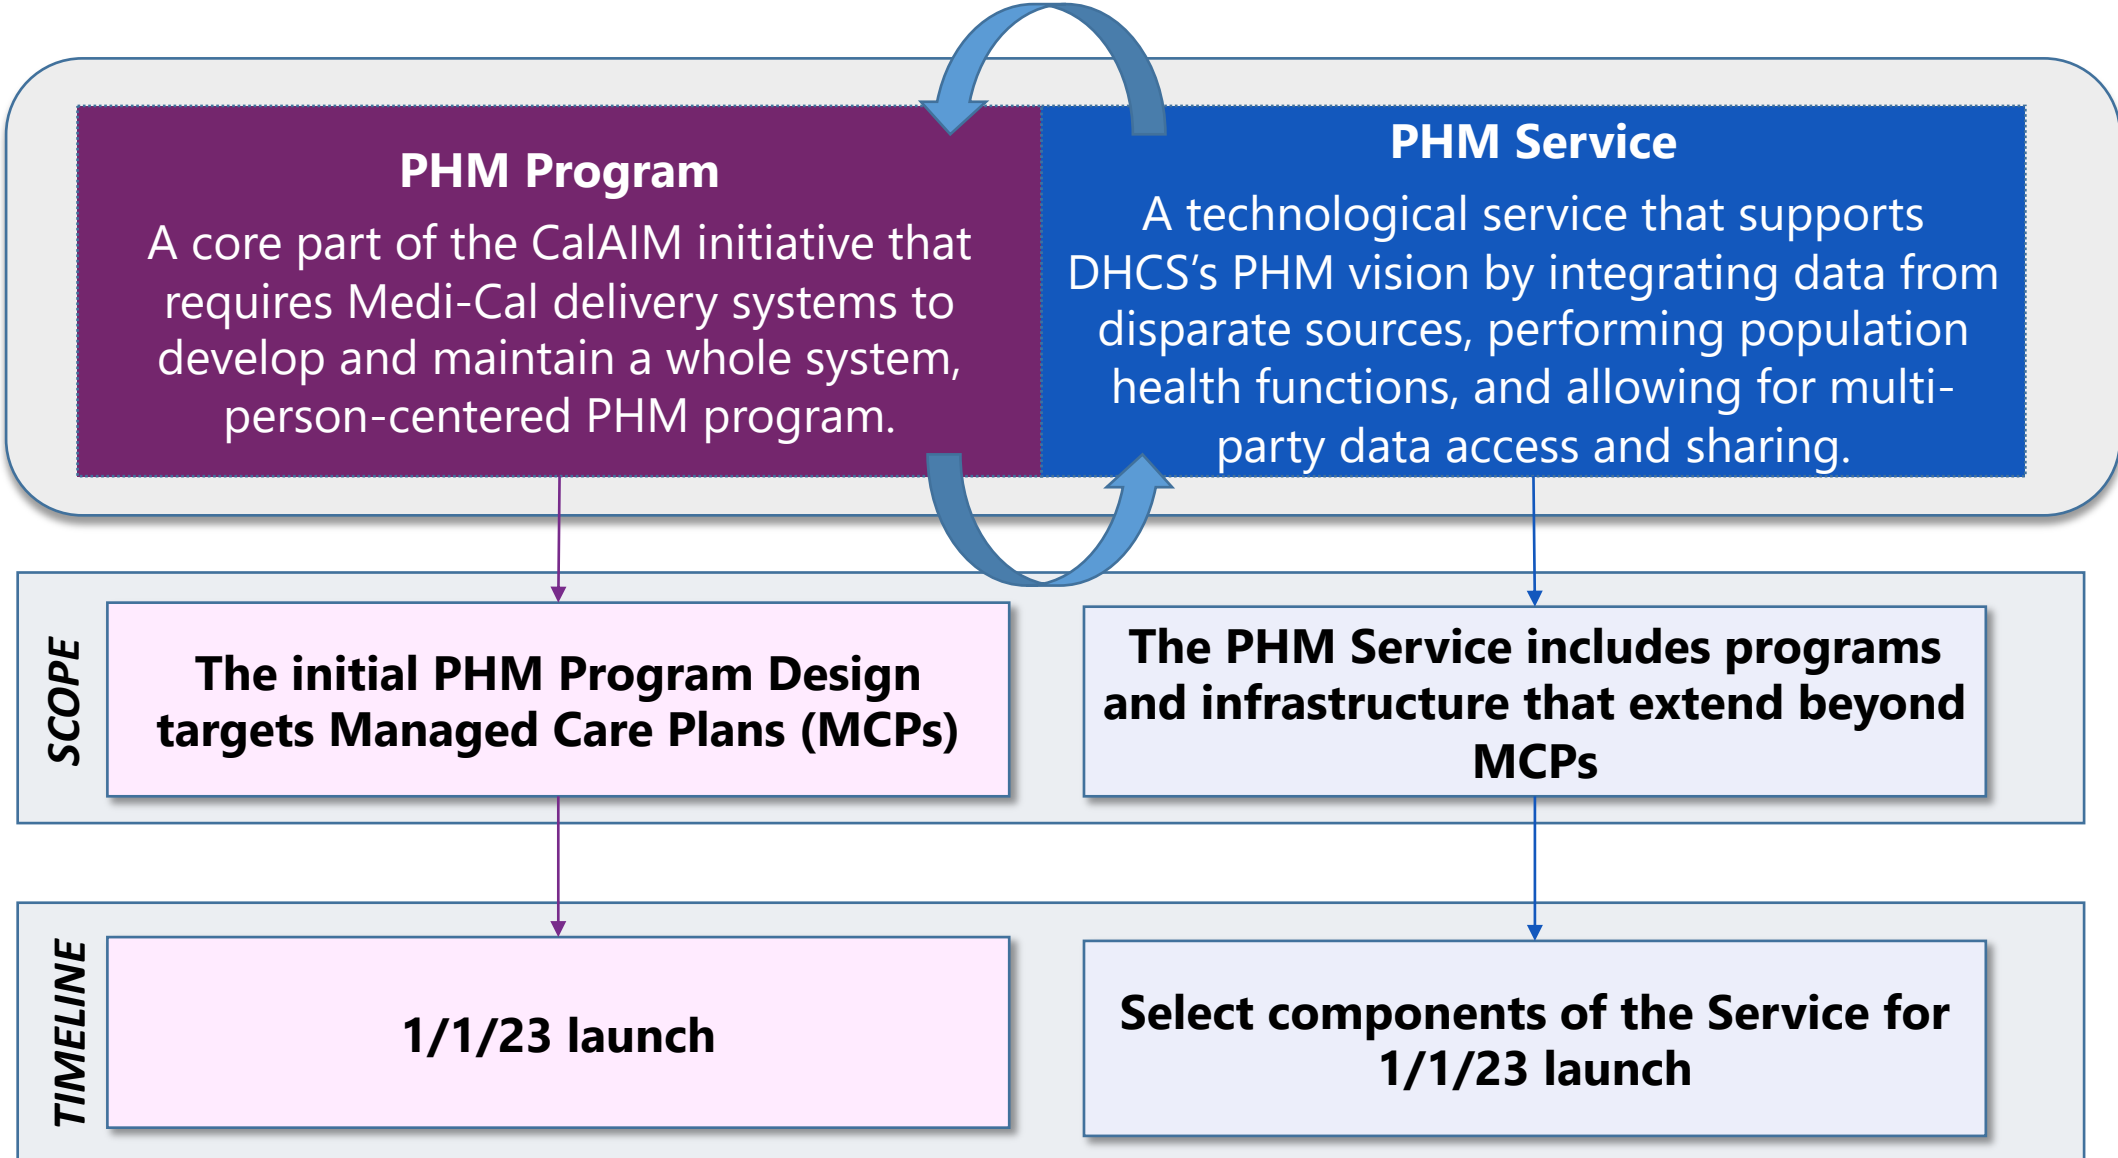 PHM Program
A core part of the CalAIM initiative that
requires Medi-Cal delivery systems to
develop and maintain a whole system,
person-centered PHM program.
PHM Service
A technological service that supports
DHCS’s PHM vision by integrating data from
disparate sources, performing population
health functions, and allowing for multi-
party data access and sharing.
SCOPE
The initial PHM Program Design
targets Managed Care Plans (MCPs)
The PHM Service includes programs
and infrastructure that extend beyond
MCPs
TIMELINE
1/1/23 launch
Select components of the Service for
1/1/23 launch